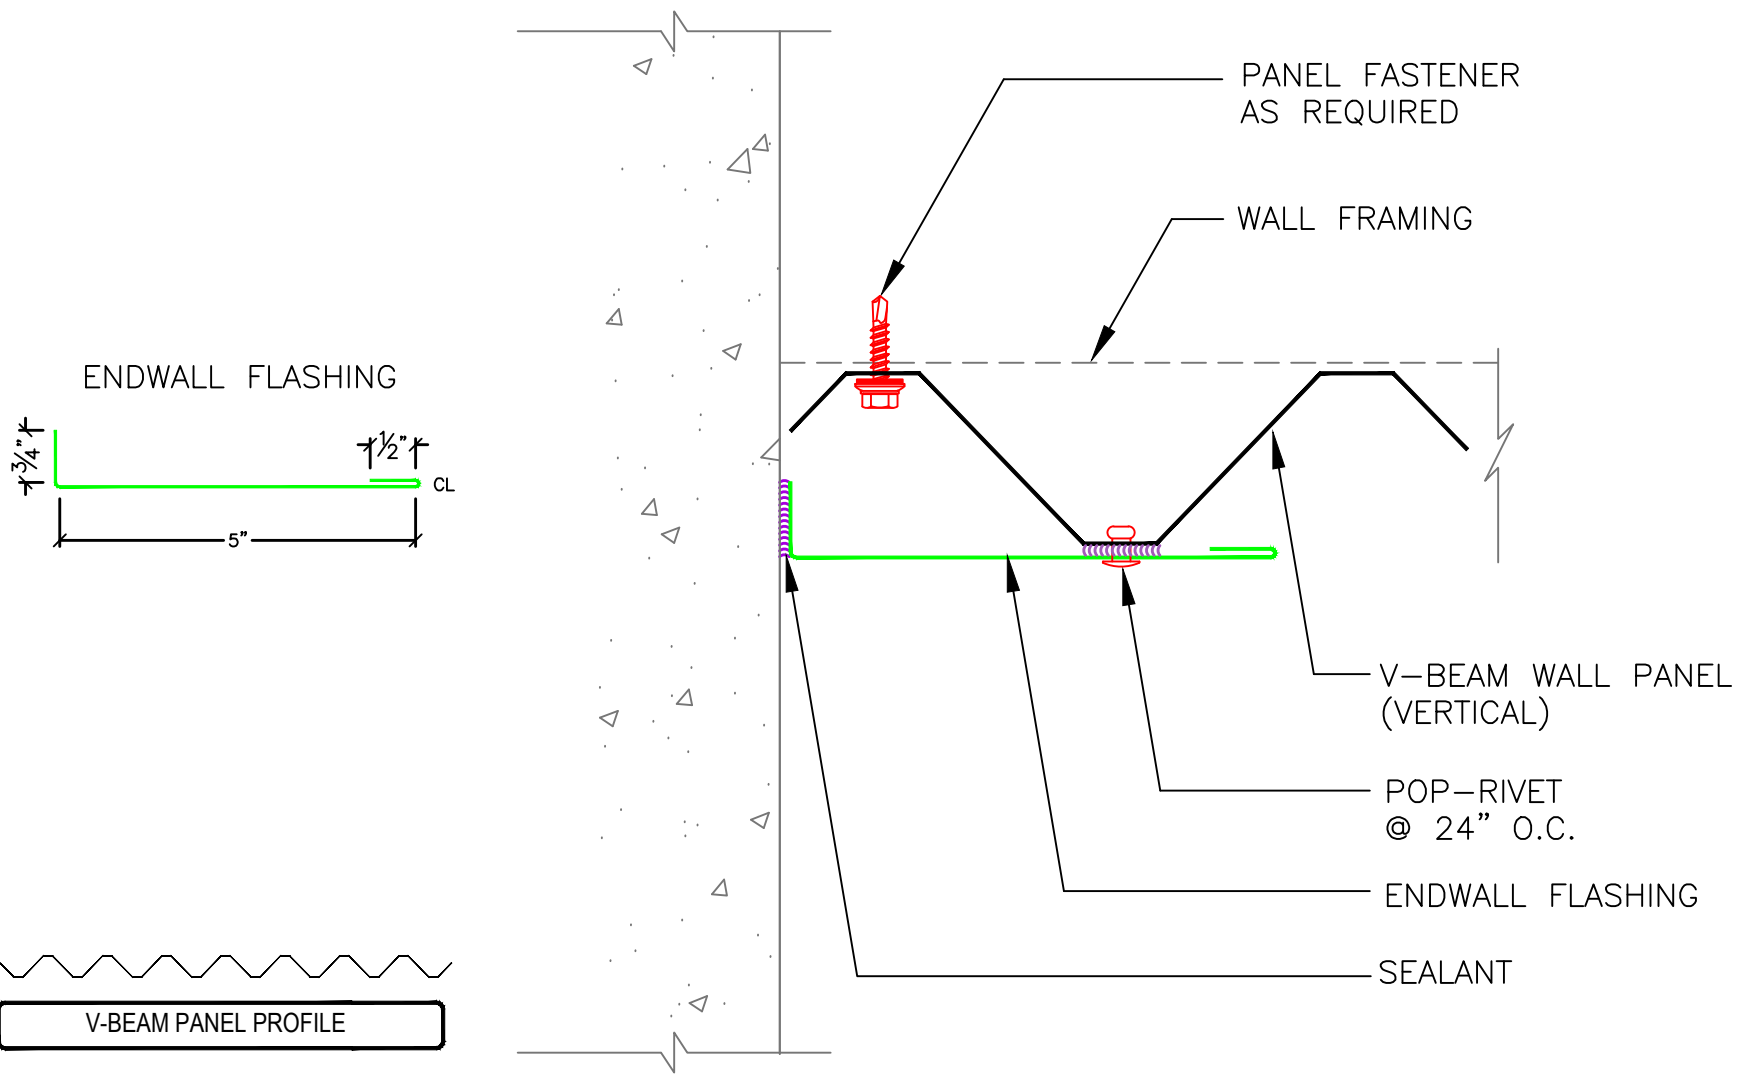 PANEL FASTENER
AS REQUIRED
WALL FRAMING
ENDWALL FLASHING
3/4"
1/2"
CL
5"
V-BEAM WALL PANEL
(VERTICAL)
POP-RIVET
@ 24" O.C.
ENDWALL FLASHING
SEALANT
V-BEAM PANEL PROFILE